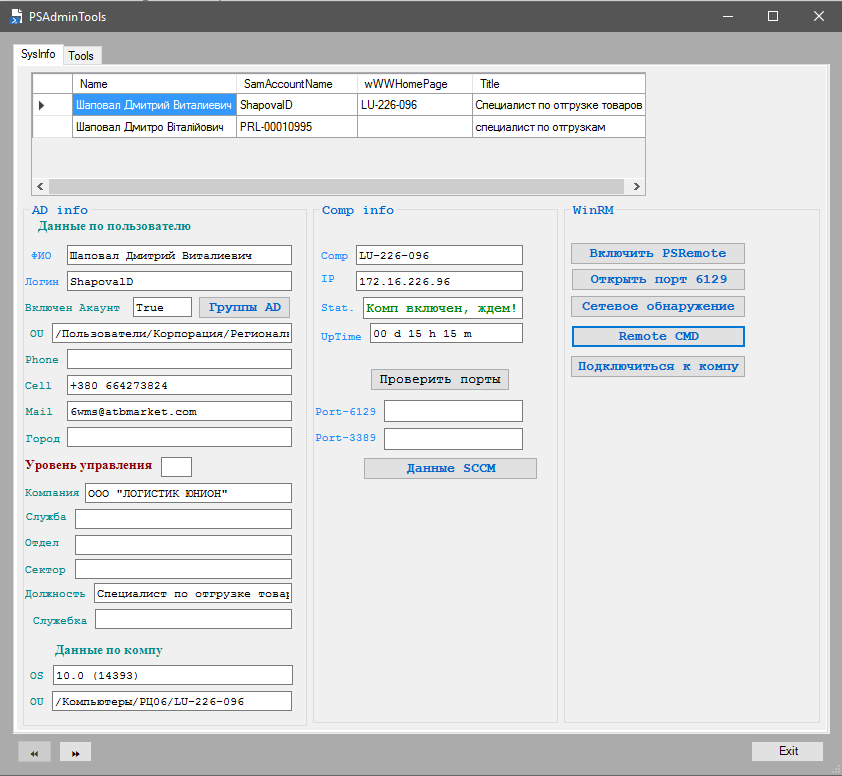 PSAdminTools
SysInfo Tools
Name SamAccountName wWWHomePage Title
Шаповал Дмитрий Виталиевич ShapovalD LU-226-096 Специалист по отгрузке товаров
Шаповал Дмитро Віталійович PRL-00010995 специалист по отгрузкам
AD info
Данные по пользователю
ФИО Шаповал Дмитрий Виталиевич
Логин ShapovalD
Включен Акаунт True Группы AD
OU /Пользователи/Корпорация/Региональ
Phone
Cell +380 664273824
Mail 6wms@atbmarket.com
Город
Уровень управления
Компания ООО "ЛОГИСТИК ЮНИОН"
Служба
Отдел
Сектор
Должность Специалист по отгрузке товар
Служебка
Данные по компу
OS 10.0 (14393)
OU /Компьютеры/РЦ06/LU-226-096
Comp info
Comp LU-226-096
IP 172.16.226.96
Stat. Комп включен, ждем!
UpTime 00 d 15 h 15 m
Проверить порты
Port-6129
Port-3389
Данные SCCM
WinRM
Включить PSRemote
Открыть порт 6129
Сетевое обнаружение
Remote CMD
Подключиться к компу
Exit